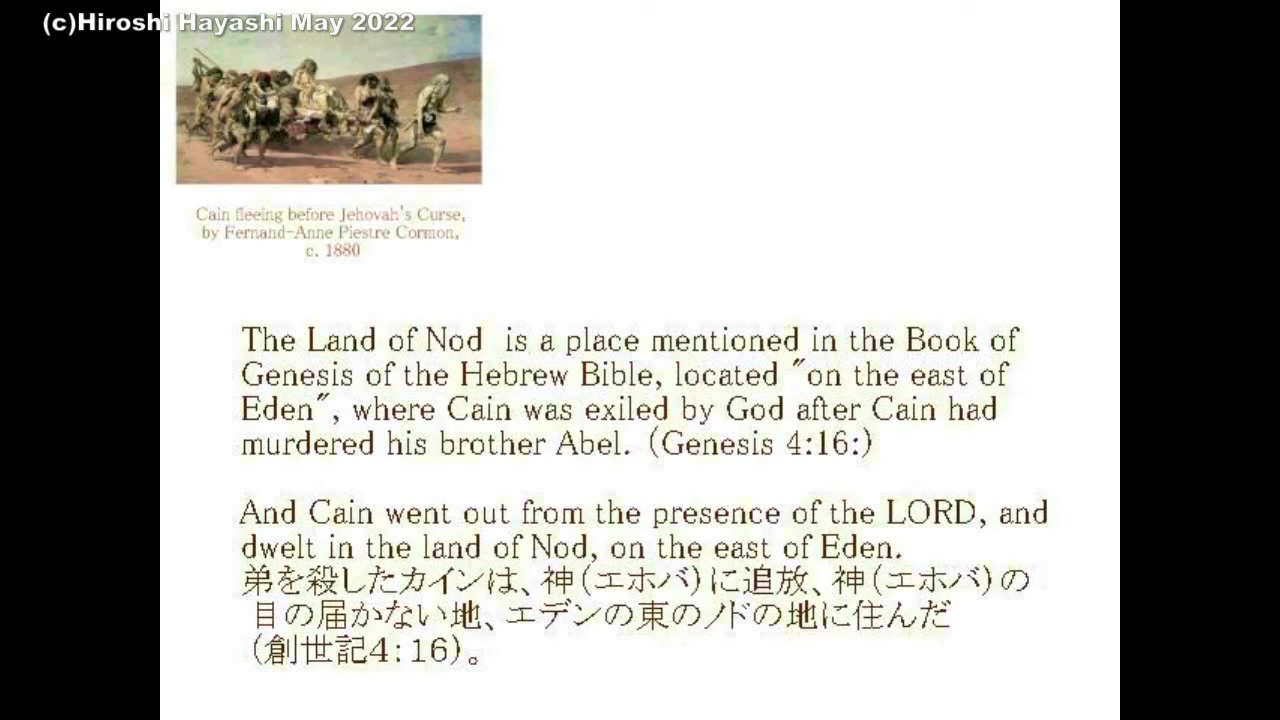 (c)Hiroshi Hayashi May 2022
Cain fleeing before Jehovah's Curse,
by Fernand-Anne Piestre Cormon,
c. 1880
The Land of Nod is a place mentioned in the Book of
Genesis of the Hebrew Bible, located "on the east of
Eden", where Cain was exiled by God after Cain had
murdered his brother Abel. (Genesis 4:16:)
And Cain went out from the presence of the LORD, and
dwelt in the land of Nod, on the east of Eden.
弟を殺したカインは、神(エホバ)に追放、神(エホバ)の
目の届かない地、エデンの東のノドの地に住んだ
(創世記4:16)。